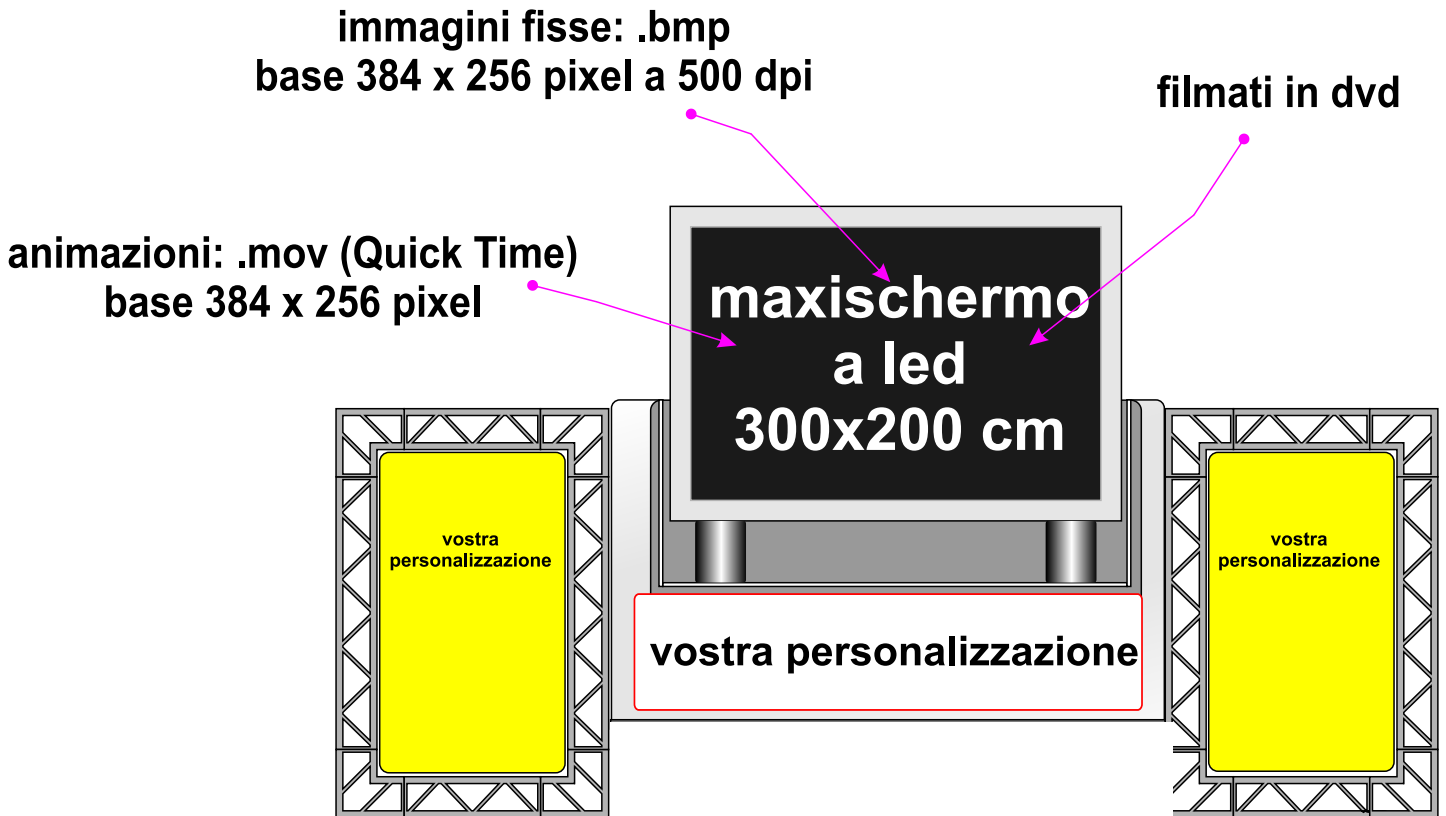 immagini fisse: .bmp
base 384 x 256 pixel a 500 dpi
filmati in dvd
animazioni: .mov (Quick Time)
base 384 x 256 pixel
maxischermo
a led
300x200 cm
vostra
personalizzazione
vostra
personalizzazione
vostra personalizzazione